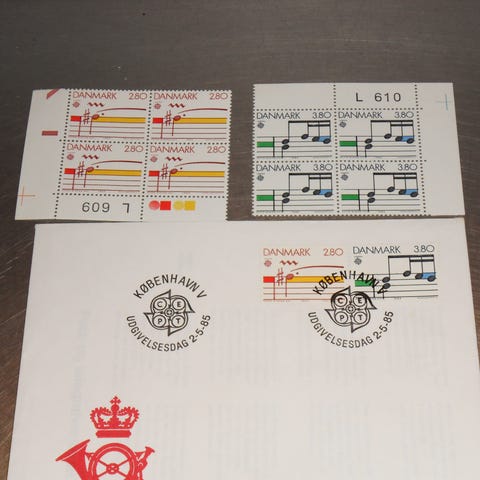 DANMARK 2.80 DANMARK 2.80
DANMARK 2.80 DANMARK 2.80
L 609
L 610
DANMARK 3.80 DANMARK 3.80
DANMARK 3.80 DANMARK 3.80
DANMARK 2.80 DANMARK 3.80
KØBENHAVN V
CEPT
UDGIVELSESDAG 2-5-85
KØBENHAVN V
CEPT
UDGIVELSESDAG 2-5-85